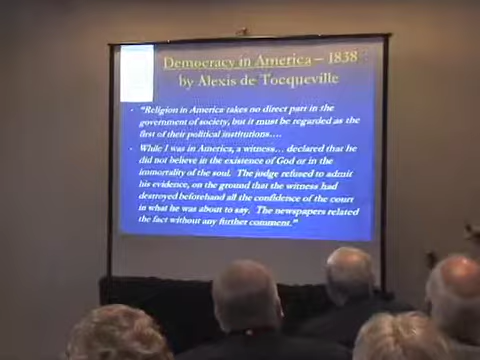 Democracy in America – 1838
by Alexis de Tocqueville
• "Religion in America takes no direct part in the
government of society, but it must be regarded as the
first of their political institutions….
• While I was in America, a witness… declared that he
did not believe in the existence of God or in the
immortality of the soul. The judge refused to admit
his evidence, on the ground that the witness had
destroyed beforehand all the confidence of the court
in what he was about to say. The newspapers related
the fact without any further comment."